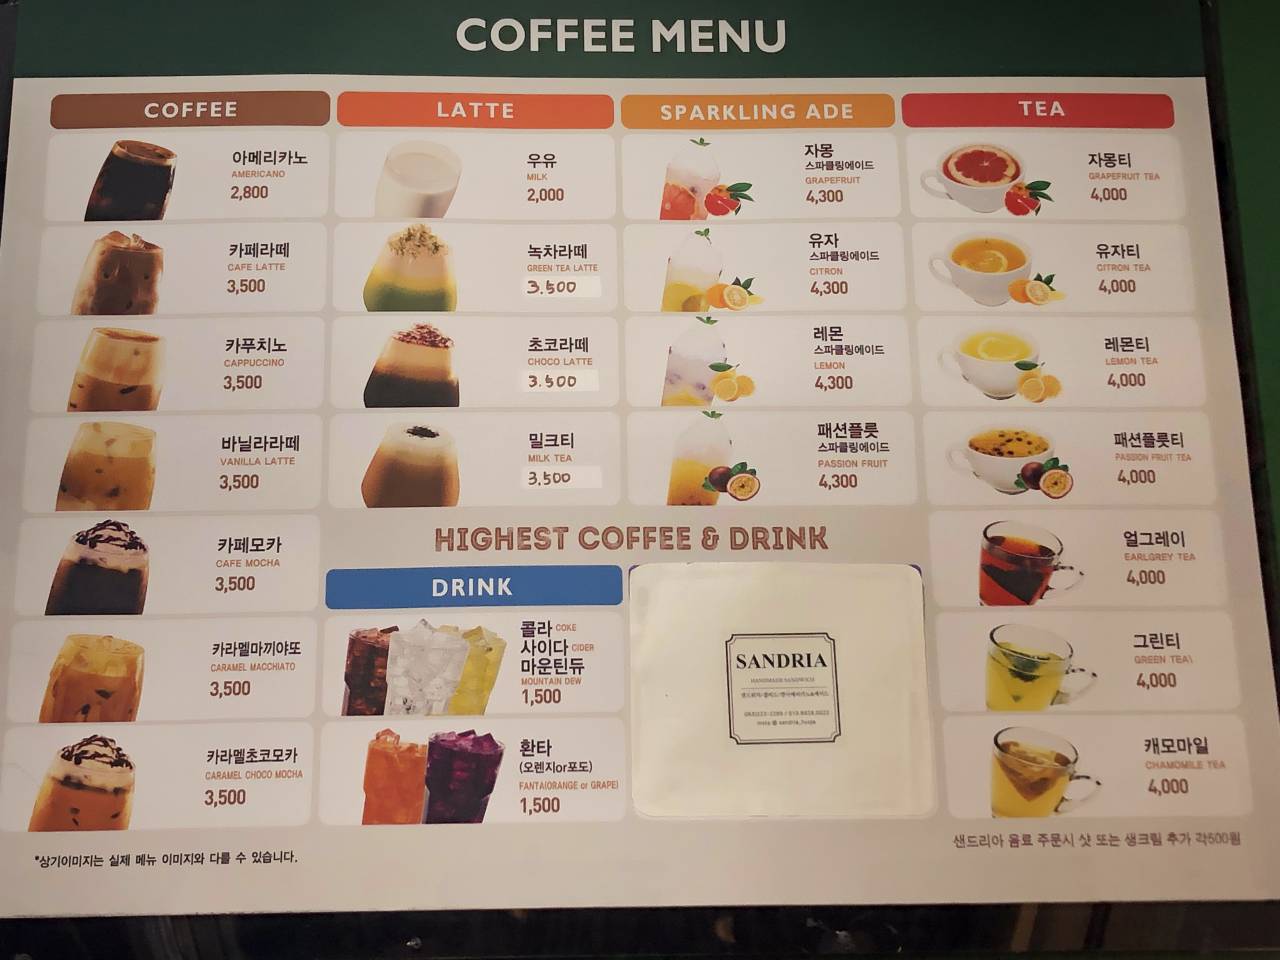 COFFEE MENU
COFFEE
아메리카노
AMERICANO
2,800
카페라떼
CAFE LATTE
3,500
카푸치노
CAPPUCCINO
3,500
바닐라라떼
VANILLA LATTE
3,500
카페모카
CAFE MOCHA
3,500
카라멜마끼야또
CARAMEL MACCHIATO
3,500
카라멜초코모카
CARAMEL CHOCO MOCHA
3,500
LATTE
우유
MILK
2,000
녹차라떼
GREEN TEA LATTE
3.500
초코라떼
CHOCO LATTE
3.500
밀크티
MILK TEA
3.500
SPARKLING ADE
자몽
스파클링에이드
GRAPEFRUIT
4,300
유자
스파클링에이드
CITRON
4,300
레몬
스파클링에이드
LEMON
4,300
패션플룻
스파클링에이드
PASSION FRUIT
4,300
TEA
자몽티
GRAPEFRUIT TEA
4,000
유자티
CITRON TEA
4,000
레몬티
LEMON TEA
4,000
패션플룻티
PASSION FRUIT TEA
4,000
얼그레이
EARLGREY TEA
4,000
그린티
GREEN TEA\
4,000
캐모마일
CHAMOMILE TEA
4,000
HIGHEST COFFEE & DRINK
DRINK
콜라 COKE
사이다 CIDER
마운틴듀
MOUNTAIN DEW
1,500
환타
(오렌지or포도)
FANTA(ORANGE or GRAPE)
1,500
SANDRIA
HANDMADE SANDWICH
*상기이미지는 실제 메뉴 이미지와 다를 수 있습니다.
샌드리아 음료 주문시 샷 또는 생크림 추가 각500원